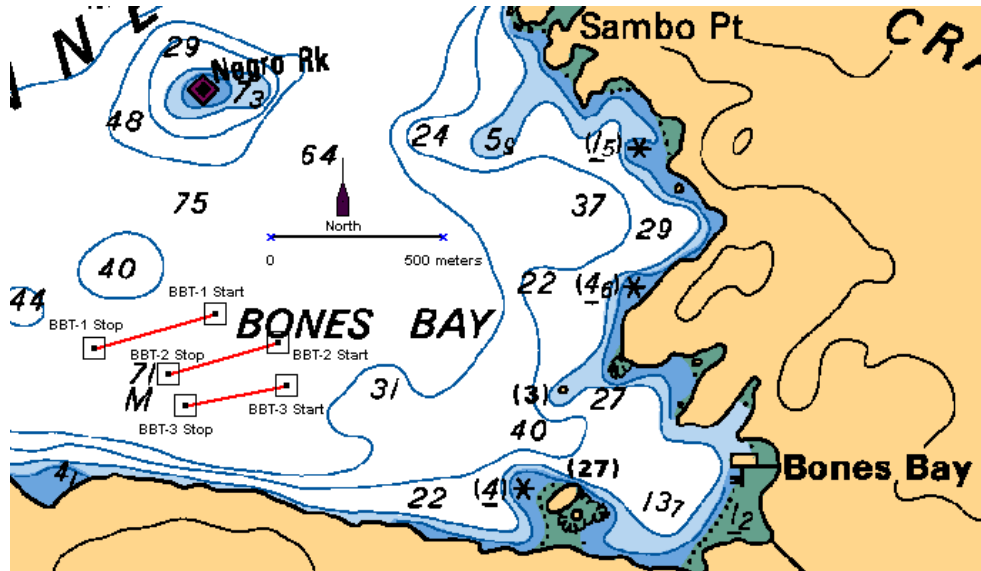 I N E
Sambo Pt
C R A
29
Negro Rk
7₃
48
24
5₉
(1₅)
64
75
37
29
North
0 500 meters
40
22
(4₆)
44
BBT-1 Start
BONES BAY
BBT-1 Stop
BBT-2 Stop
BBT-2 Start
71
M
31
(3)
27
BBT-3 Start
BBT-3 Stop
40
4₁
22
(4)
(27)
13₇
Bones Bay
1₂